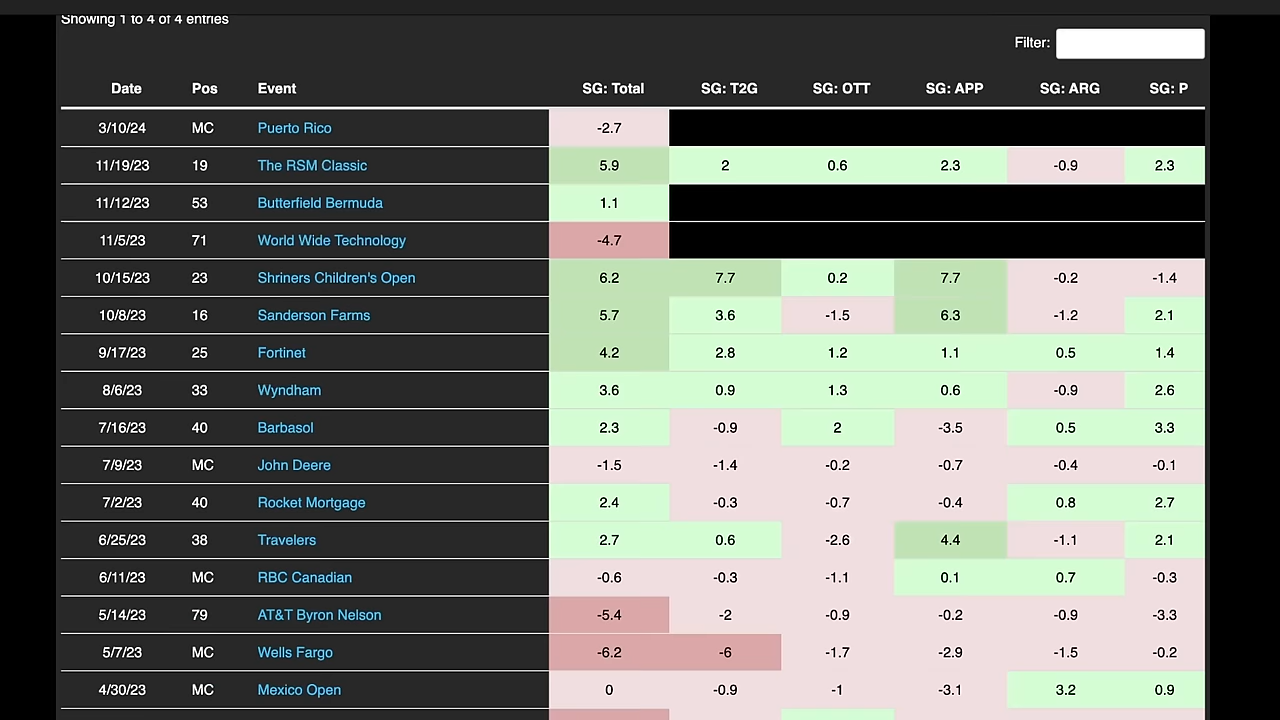 Showing 1 to 4 of 4 entries
Filter:
Date Pos Event SG: Total SG: T2G SG: OTT SG: APP SG: ARG SG: P
3/10/24 MC Puerto Rico -2.7
11/19/23 19 The RSM Classic 5.9 2 0.6 2.3 -0.9 2.3
11/12/23 53 Butterfield Bermuda 1.1
11/5/23 71 World Wide Technology -4.7
10/15/23 23 Shriners Children's Open 6.2 7.7 0.2 7.7 -0.2 -1.4
10/8/23 16 Sanderson Farms 5.7 3.6 -1.5 6.3 -1.2 2.1
9/17/23 25 Fortinet 4.2 2.8 1.2 1.1 0.5 1.4
8/6/23 33 Wyndham 3.6 0.9 1.3 0.6 -0.9 2.6
7/16/23 40 Barbasol 2.3 -0.9 2 -3.5 0.5 3.3
7/9/23 MC John Deere -1.5 -1.4 -0.2 -0.7 -0.4 -0.1
7/2/23 40 Rocket Mortgage 2.4 -0.3 -0.7 -0.4 0.8 2.7
6/25/23 38 Travelers 2.7 0.6 -2.6 4.4 -1.1 2.1
6/11/23 MC RBC Canadian -0.6 -0.3 -1.1 0.1 0.7 -0.3
5/14/23 79 AT&T Byron Nelson -5.4 -2 -0.9 -0.2 -0.9 -3.3
5/7/23 MC Wells Fargo -6.2 -6 -1.7 -2.9 -1.5 -0.2
4/30/23 MC Mexico Open 0 -0.9 -1 -3.1 3.2 0.9